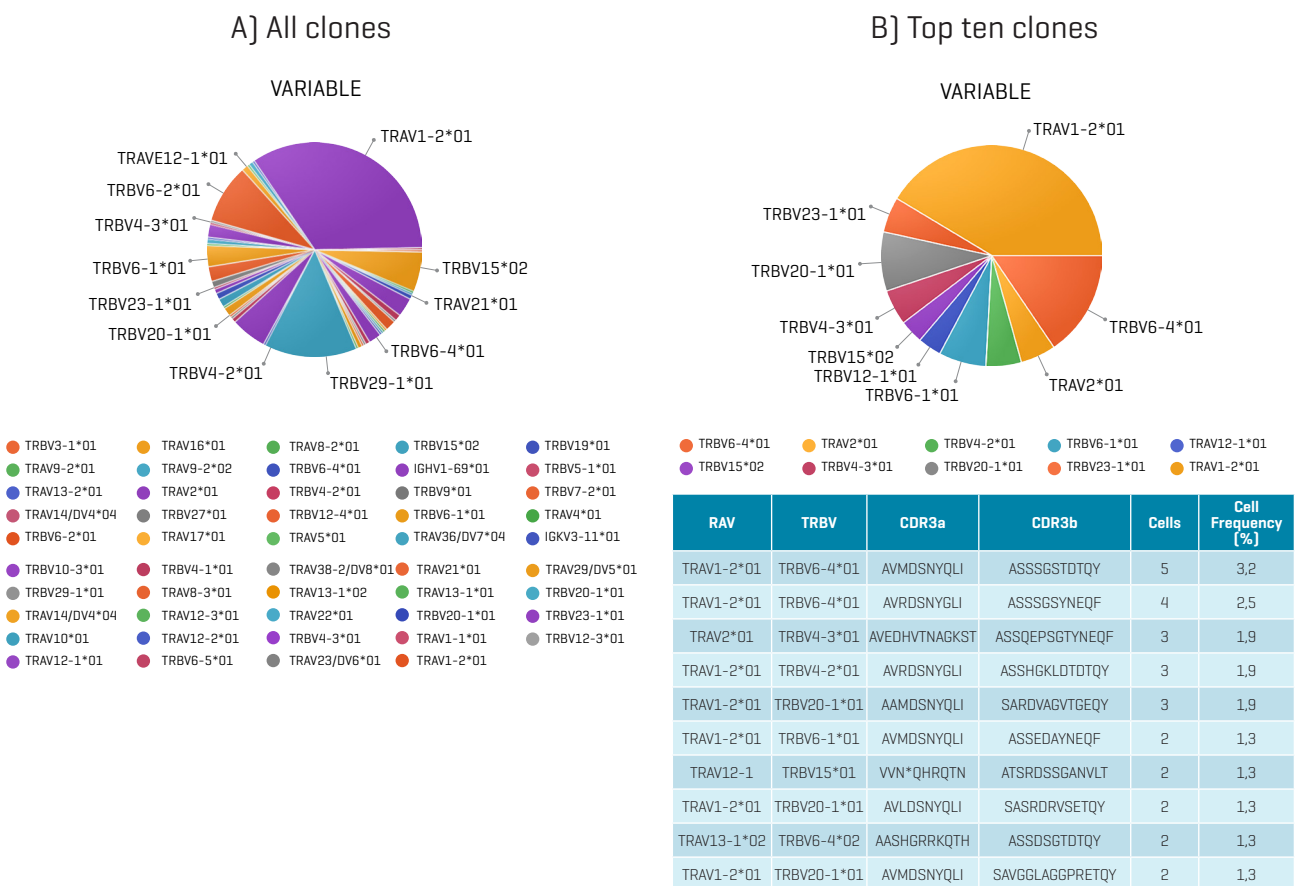 A) All clones
VARIABLE
TRAV1-2*01
TRAVE12-1*01
TRBV6-2*01
TRBV4-3*01
TRBV6-1*01
TRBV15*02
TRAV21*01
TRBV23-1*01
TRBV20-1*01
TRBV6-4*01
TRBV4-2*01
TRBV29-1*01
TRBV3-1*01 TRAV16*01 TRAV8-2*01 TRBV15*02 TRBV19*01
TRAV9-2*01 TRAV9-2*02 TRBV6-4*01 IGHV1-69*01 TRBV5-1*01
TRAV13-2*01 TRAV2*01 TRBV4-2*01 TRBV9*01 TRBV7-2*01
TRAV14/DV4*04 TRBV27*01 TRBV12-4*01 TRBV6-1*01 TRAV4*01
TRBV6-2*01 TRAV17*01 TRAV5*01 TRAV36/DV7*04 IGKV3-11*01
TRBV10-3*01 TRBV4-1*01 TRAV38-2/DV8*01 TRAV21*01 TRAV29/DV5*01
TRBV29-1*01 TRAV8-3*01 TRAV13-1*02 TRAV13-1*01 TRBV20-1*01
TRAV14/DV4*04 TRAV12-3*01 TRAV22*01 TRBV20-1*01 TRBV23-1*01
TRAV10*01 TRAV12-2*01 TRBV4-3*01 TRAV1-1*01 TRBV12-3*01
TRAV12-1*01 TRBV6-5*01 TRAV23/DV6*01 TRAV1-2*01
B) Top ten clones
VARIABLE
TRAV1-2*01
TRBV23-1*01
TRBV20-1*01
TRBV4-3*01
TRBV6-4*01
TRBV15*02
TRBV12-1*01
TRBV6-1*01
TRAV2*01
TRBV6-4*01 TRAV2*01 TRBV4-2*01 TRBV6-1*01 TRAV12-1*01
TRBV15*02 TRBV4-3*01 TRBV20-1*01 TRBV23-1*01 TRAV1-2*01
RAV TRBV CDR3a CDR3b Cells Cell
Frequency
(%)
TRAV1-2*01 TRBV6-4*01 AVMDSNYQLI ASSSGSTDTQY 5 3,2
TRAV1-2*01 TRBV6-4*01 AVRDSNYGLI ASSSGSYNEQF 4 2,5
TRAV2*01 TRBV4-3*01 AVEDHVTNAGKST ASSQEPSGTYNEQF 3 1,9
TRAV1-2*01 TRBV4-2*01 AVRDSNYGLI ASSHGKLDTDTQY 3 1,9
TRAV1-2*01 TRBV20-1*01 AAMDSNYQLI SARDVAGVTGEQY 3 1,9
TRAV1-2*01 TRBV6-1*01 AVMDSNYQLI ASSEDAYNEQF 2 1,3
TRAV12-1 TRBV15*01 VVN*QHRQTN ATSRDSSGANVLT 2 1,3
TRAV1-2*01 TRBV20-1*01 AVLDSNYQLI SASRDRVSETQY 2 1,3
TRAV13-1*02 TRBV6-4*02 AASHGRRKQTH ASSDSGTDTQY 2 1,3
TRAV1-2*01 TRBV20-1*01 AVMDSNYQLI SAVGGLAGGPRETQY 2 1,3